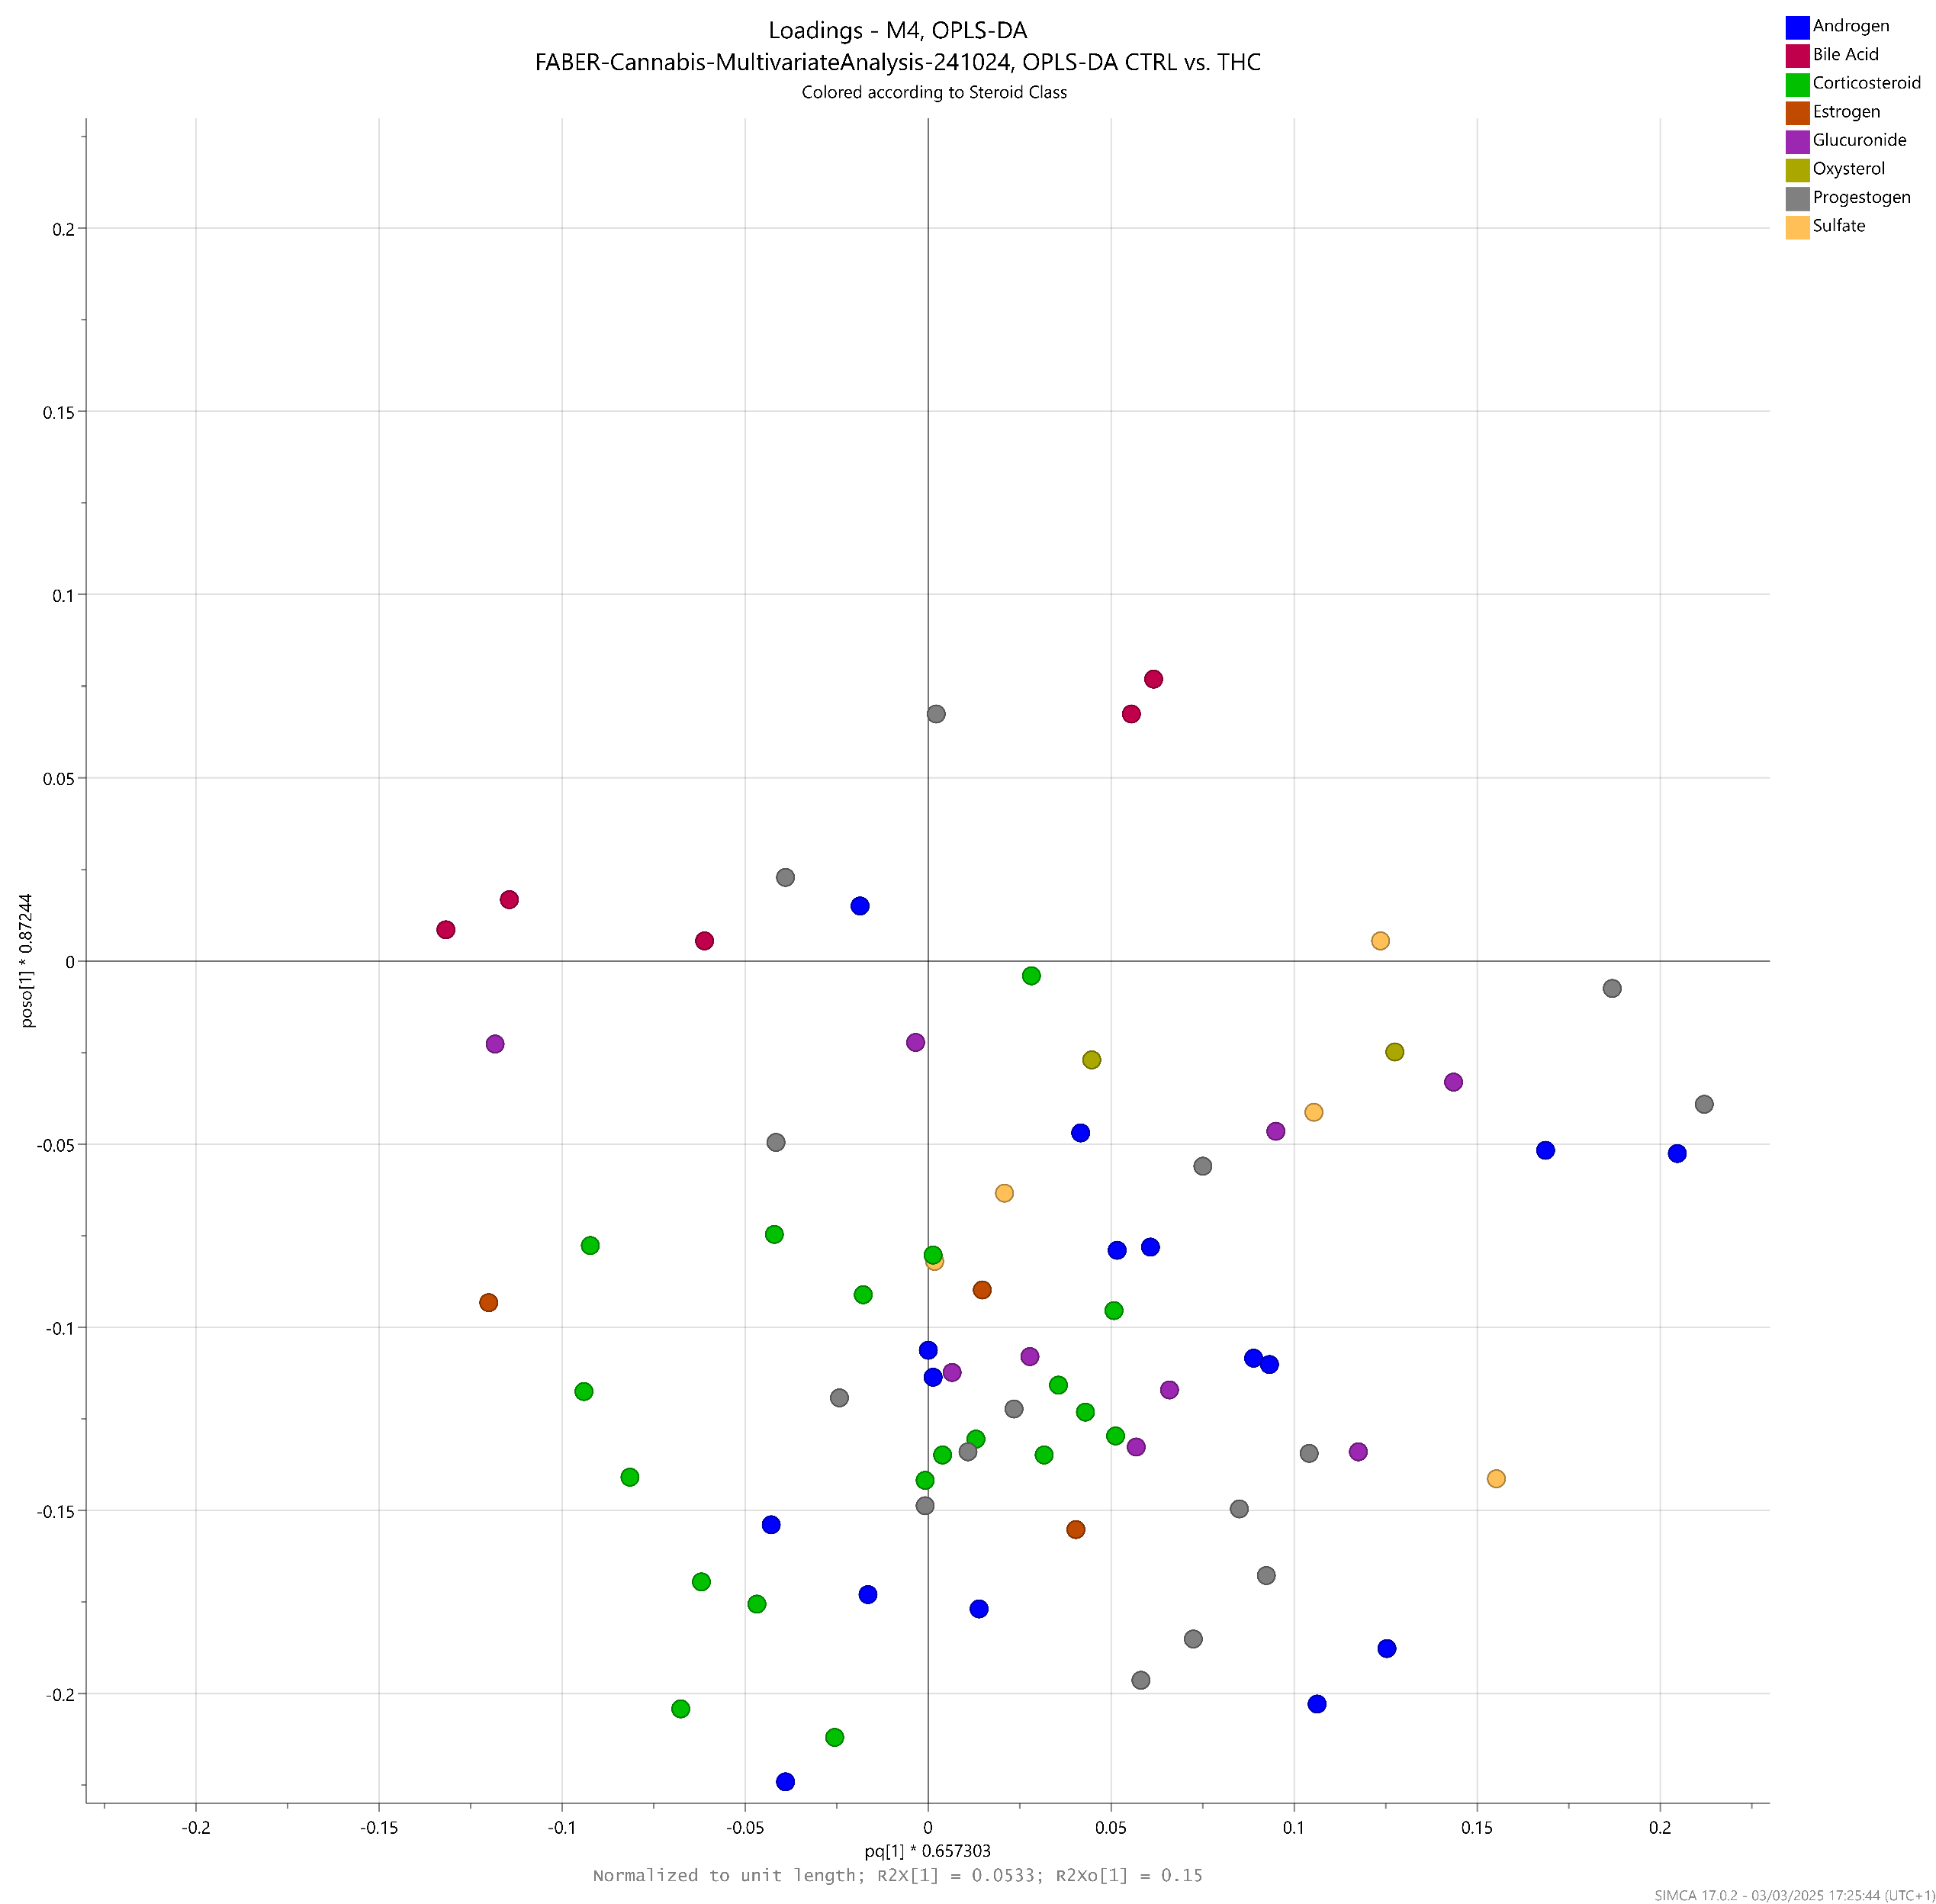 Loadings - M4, OPLS-DA
FABER-Cannabis-MultivariateAnalysis-241024, OPLS-DA CTRL vs. THC
Colored according to Steroid Class
Androgen
Bile Acid
Corticosteroid
Estrogen
Glucuronide
Oxysterol
Progestogen
Sulfate
0.2
0.15
0.1
0.05
0
-0.05
-0.1
-0.15
-0.2
poso[1] * 0.87244
-0.2 -0.15 -0.1 -0.05 0 0.05 0.1 0.15 0.2
pq[1] * 0.657303
Normalized to unit length; R2X[1] = 0.0533; R2Xo[1] = 0.15
SIMCA 17.0.2 - 03/03/2025 17:25:44 (UTC+1)